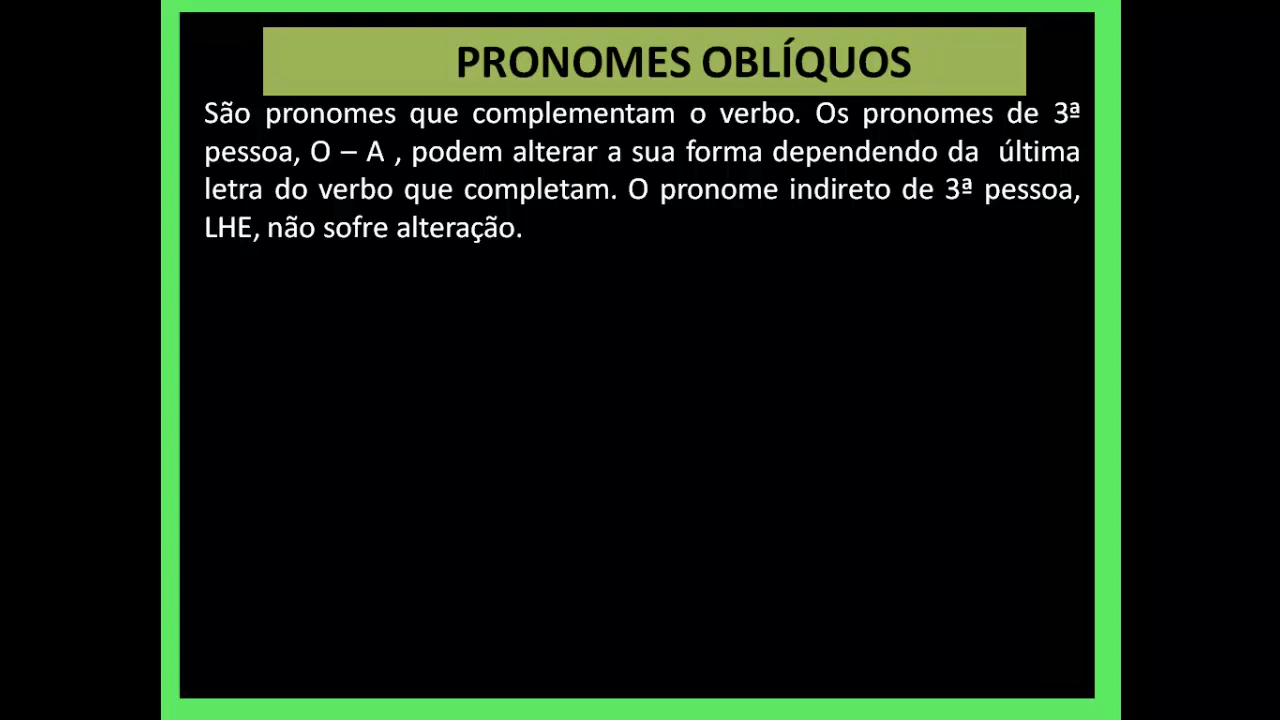 PRONOMES OBLÍQUOS
São pronomes que complementam o verbo. Os pronomes de 3ª
pessoa, O – A , podem alterar a sua forma dependendo da última
letra do verbo que completam. O pronome indireto de 3ª pessoa,
LHE, não sofre alteração.